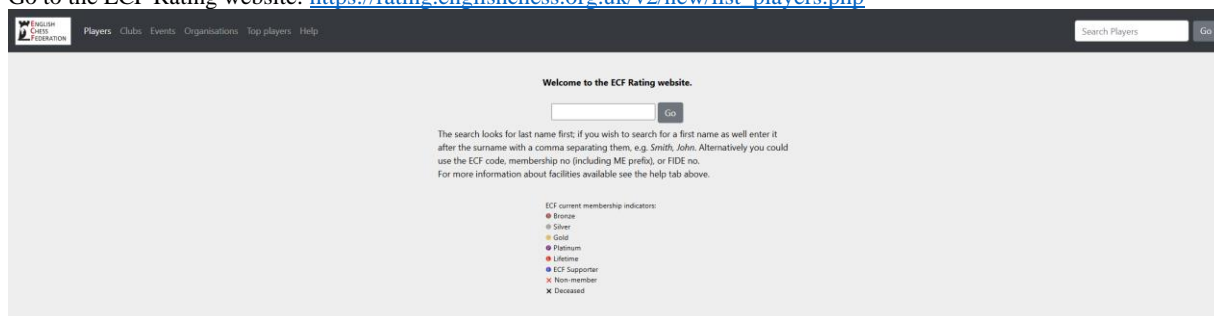 Go to the ECF Rating website: https://rating.englishchess.org.uk/v2/new/list_players.php
ENGLISH
CHESS
FEDERATION
Players Clubs Events Organisations Top players Help
Search Players
Go
Welcome to the ECF Rating website.
Go
The search looks for last name first; if you wish to search for a first name as well enter it
after the surname with a comma separating them, e.g. Smith, John. Alternatively you could
use the ECF code, membership no (including ME prefix), or FIDE no.
For more information about facilities available see the help tab above.
ECF current membership indicators:
Bronze
Silver
Gold
Platinum
Lifetime
ECF Supporter
Non-member
Deceased